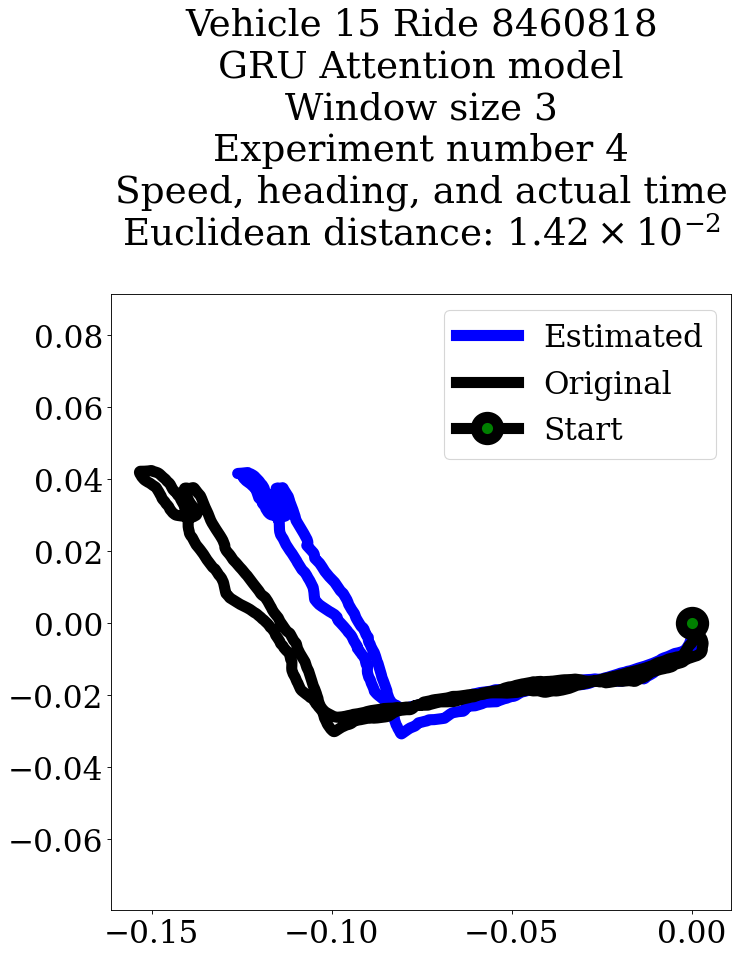 Vehicle 15 Ride 8460818
GRU Attention model
Window size 3
Experiment number 4
Speed, heading, and actual time
Euclidean distance: 1.42 × 10⁻²
Estimated
Original
Start
0.08
0.06
0.04
0.02
0.00
−0.02
−0.04
−0.06
−0.15
−0.10
−0.05
0.00